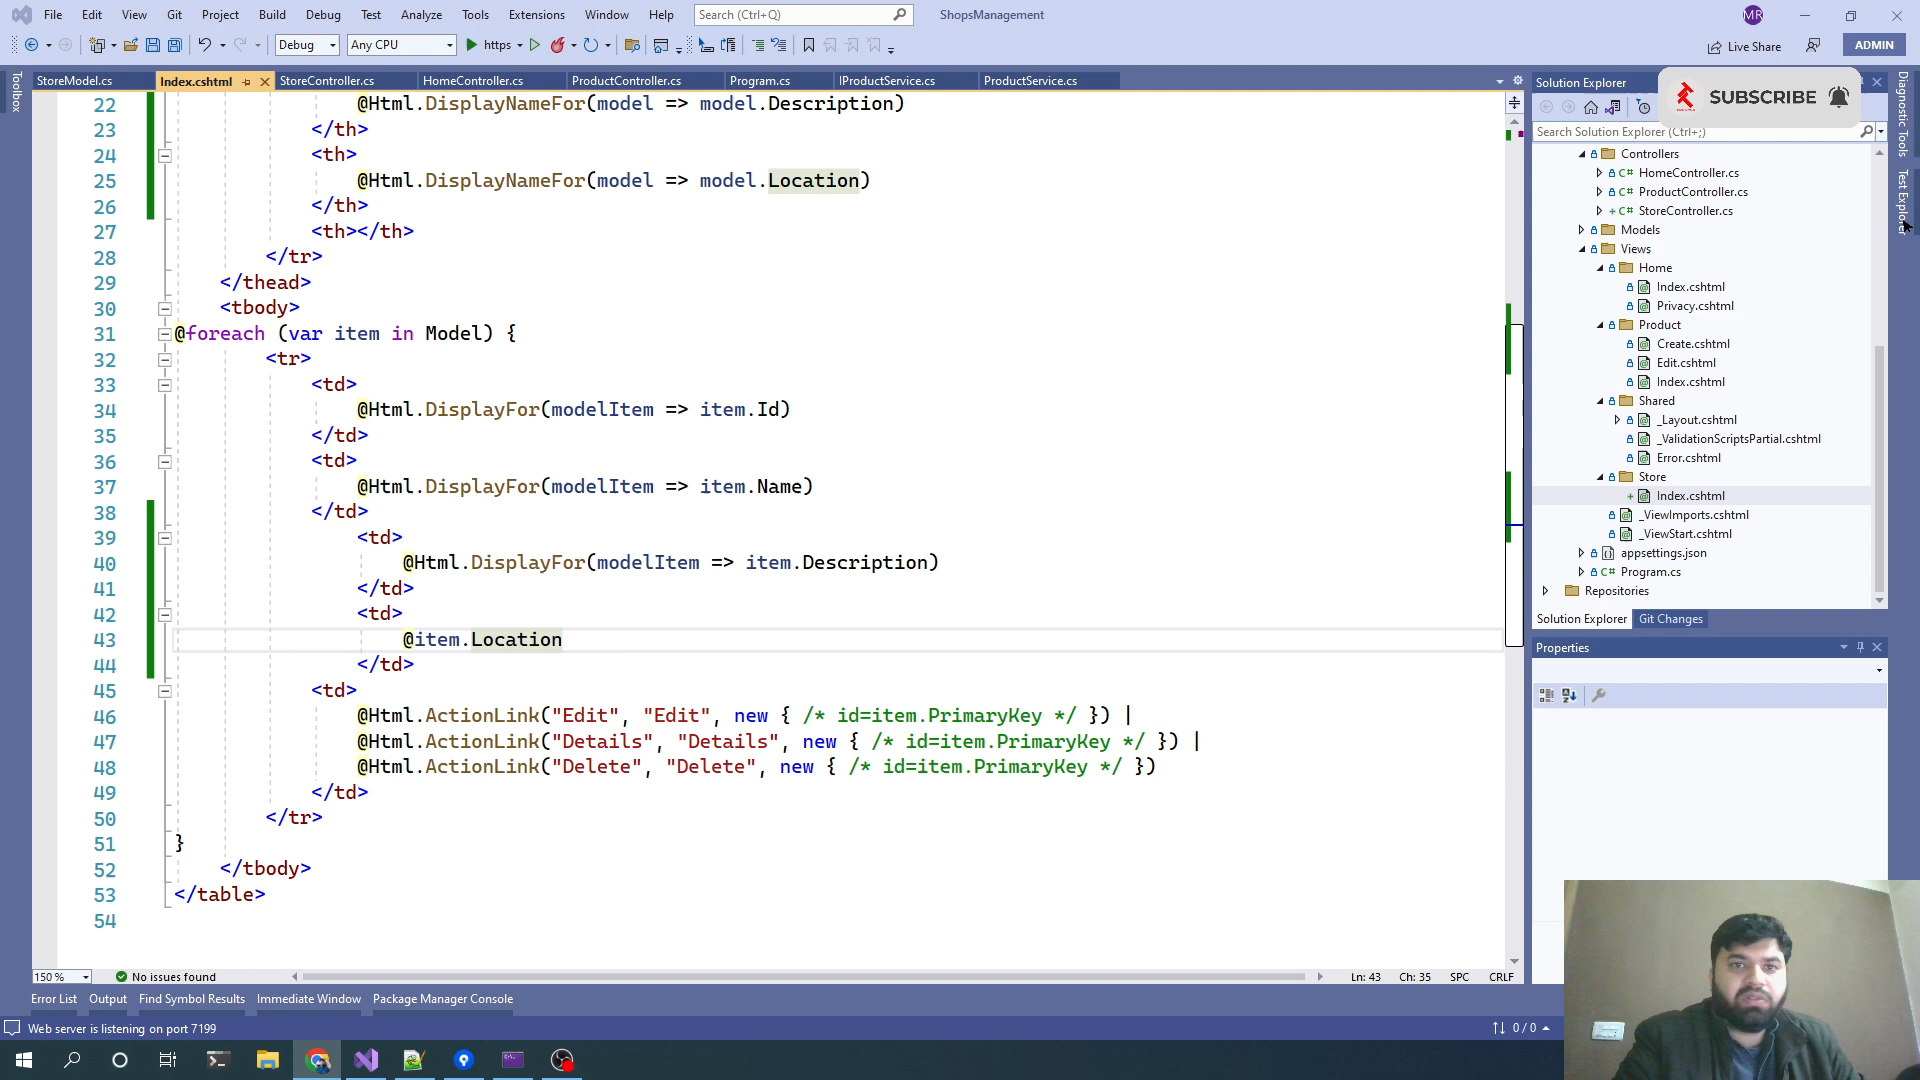 File Edit View Git Project Build Debug Test Analyze Tools Extensions Window Help Search (Ctrl+Q) ShopsManagement MR
Debug Any CPU https Live Share ADMIN
Toolbox
StoreModel.cs Index.cshtml StoreController.cs HomeController.cs ProductController.cs Program.cs IProductService.cs ProductService.cs
22 @Html.DisplayNameFor(model => model.Description)
23 </th>
24 <th>
25 @Html.DisplayNameFor(model => model.Location)
26 </th>
27 <th></th>
28 </tr>
29 </thead>
30 <tbody>
31 @foreach (var item in Model) {
32 <tr>
33 <td>
34 @Html.DisplayFor(modelItem => item.Id)
35 </td>
36 <td>
37 @Html.DisplayFor(modelItem => item.Name)
38 </td>
39 <td>
40 @Html.DisplayFor(modelItem => item.Description)
41 </td>
42 <td>
43 @item.Location
44 </td>
45 <td>
46 @Html.ActionLink("Edit", "Edit", new { /* id=item.PrimaryKey */ }) |
47 @Html.ActionLink("Details", "Details", new { /* id=item.PrimaryKey */ }) |
48 @Html.ActionLink("Delete", "Delete", new { /* id=item.PrimaryKey */ })
49 </td>
50 </tr>
51 }
52 </tbody>
53 </table>
54
150 % No issues found Ln: 43 Ch: 35 SPC CRLF
Error List Output Find Symbol Results Immediate Window Package Manager Console
Web server is listening on port 7199 0 / 0
Solution Explorer
SUBSCRIBE
Search Solution Explorer (Ctrl+;)
Controllers
C# HomeController.cs
C# ProductController.cs
C# StoreController.cs
Models
Views
Home
Index.cshtml
Privacy.cshtml
Product
Create.cshtml
Edit.cshtml
Index.cshtml
Shared
_Layout.cshtml
_ValidationScriptsPartial.cshtml
Error.cshtml
Store
Index.cshtml
_ViewImports.cshtml
_ViewStart.cshtml
appsettings.json
C# Program.cs
Repositories
Solution Explorer Git Changes
Properties
Diagnostic Tools
Test Explorer